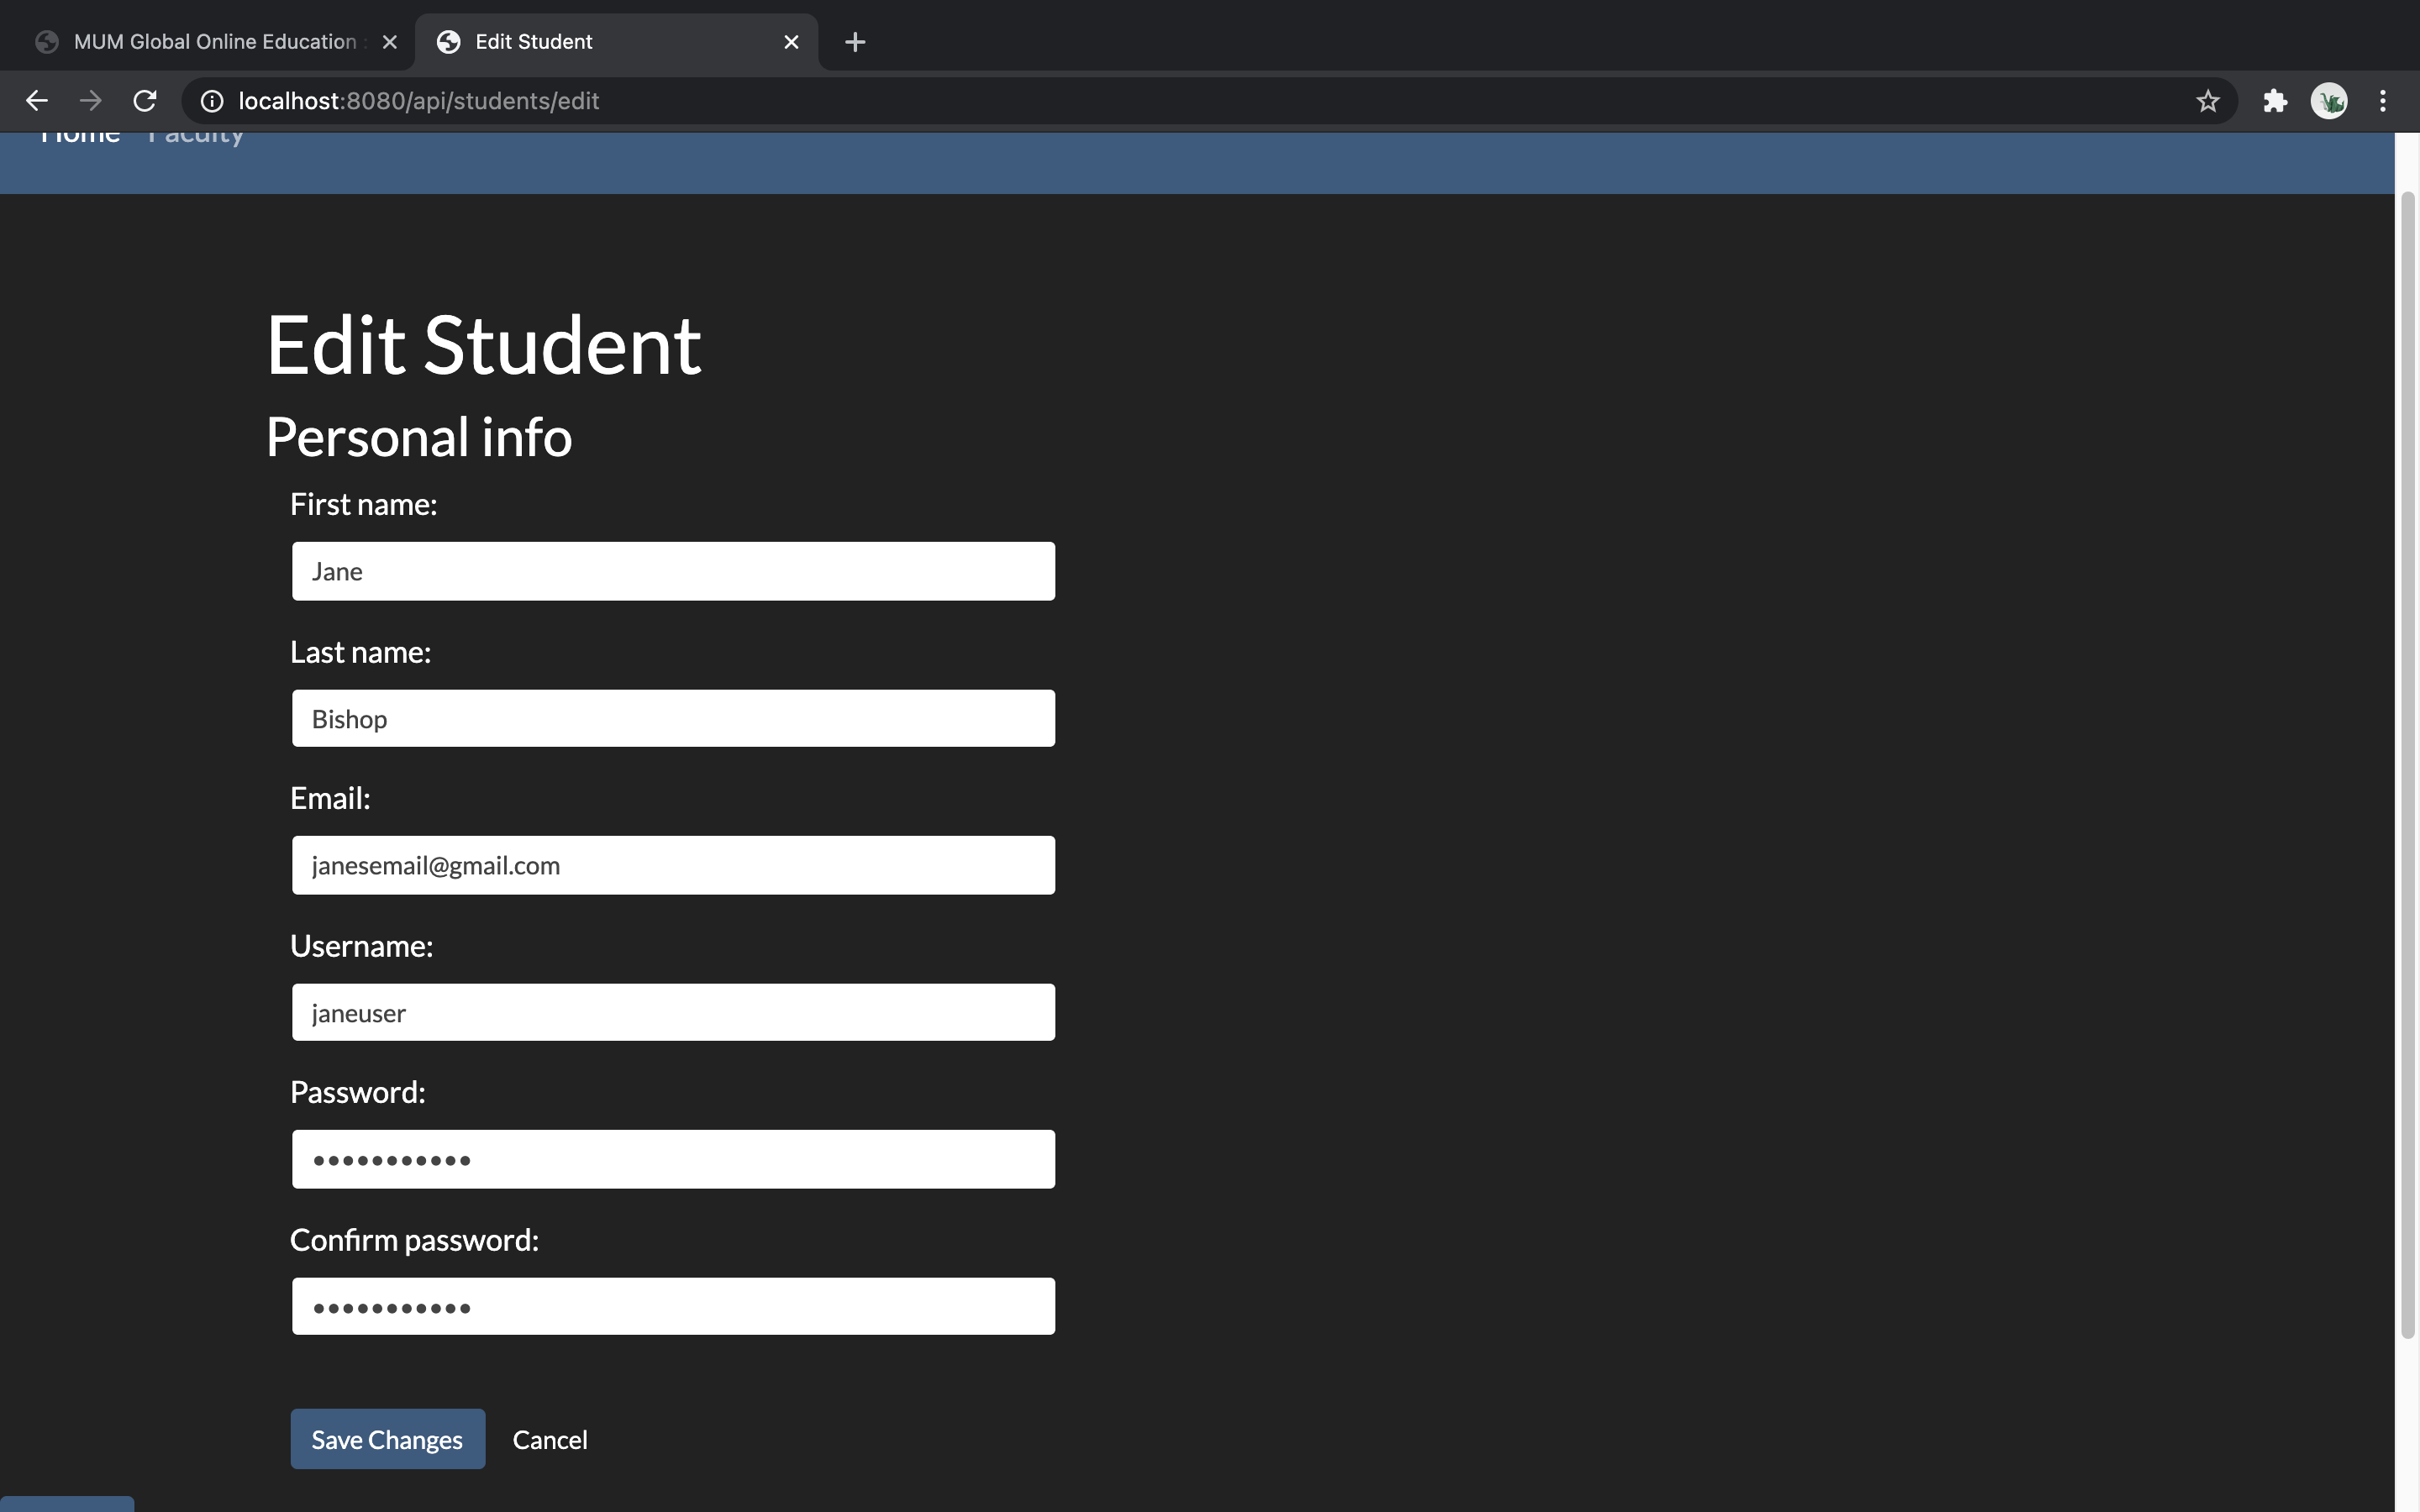 MUM Global Online Education
Edit Student
localhost:8080/api/students/edit
Home Faculty
Edit Student
Personal info
First name:
Jane
Last name:
Bishop
Email:
janesemail@gmail.com
Username:
janeuser
Password:
•••••••••••
Confirm password:
•••••••••••
Save Changes Cancel